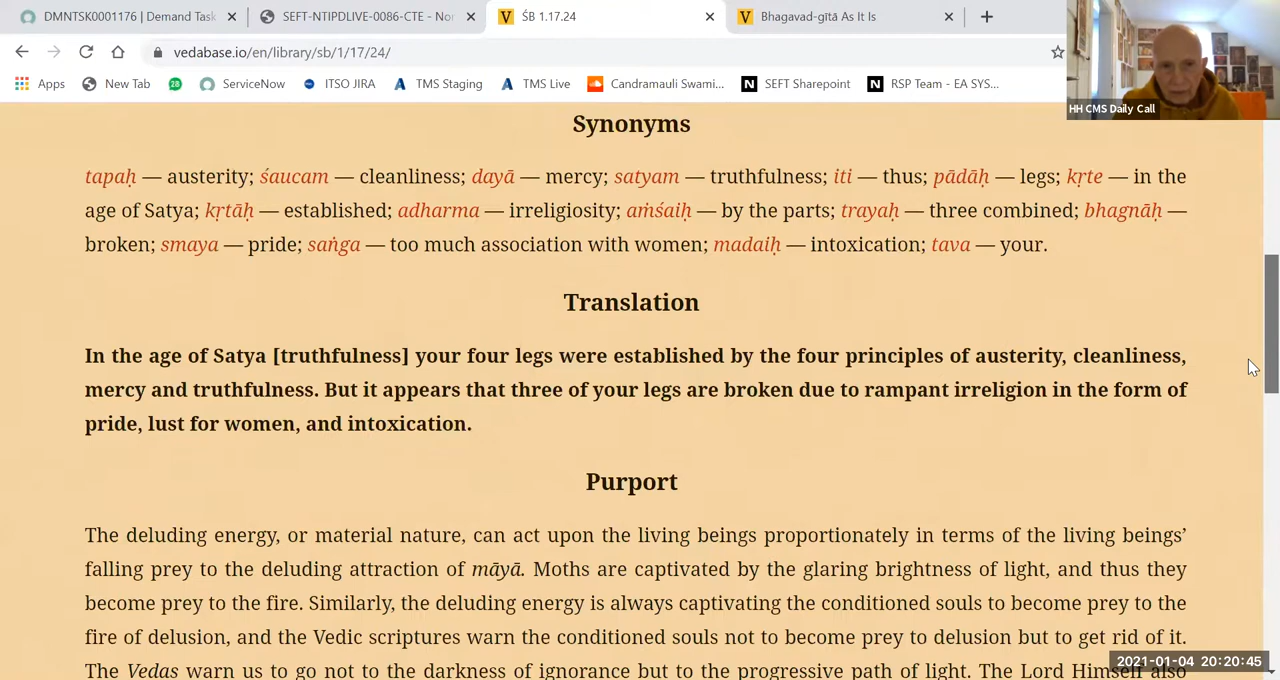 DMNTSK0001176 | Demand Task
SEFT-NTIPDLIVE-0086-CTE - Nor
ŚB 1.17.24
Bhagavad-gītā As It Is
vedabase.io/en/library/sb/1/17/24/
Apps
New Tab
28
ServiceNow
ITSO JIRA
TMS Staging
TMS Live
Candramauli Swami...
SEFT Sharepoint
RSP Team - EA SYS...
HH CMS Daily Call
Synonyms
tapaḥ — austerity; śaucam — cleanliness; dayā — mercy; satyam — truthfulness; iti — thus; pādāḥ — legs; kṛte — in the
age of Satya; kṛtāḥ — established; adharma — irreligiosity; aṁśaiḥ — by the parts; trayaḥ — three combined; bhagnāḥ —
broken; smaya — pride; saṅga — too much association with women; madaiḥ — intoxication; tava — your.
Translation
In the age of Satya [truthfulness] your four legs were established by the four principles of austerity, cleanliness,
mercy and truthfulness. But it appears that three of your legs are broken due to rampant irreligion in the form of
pride, lust for women, and intoxication.
Purport
The deluding energy, or material nature, can act upon the living beings proportionately in terms of the living beings’
falling prey to the deluding attraction of māyā. Moths are captivated by the glaring brightness of light, and thus they
become prey to the fire. Similarly, the deluding energy is always captivating the conditioned souls to become prey to the
fire of delusion, and the Vedic scriptures warn the conditioned souls not to become prey to delusion but to get rid of it.
The Vedas warn us to go not to the darkness of ignorance but to the progressive path of light. The Lord Himself also
2021-01-04 20:20:45